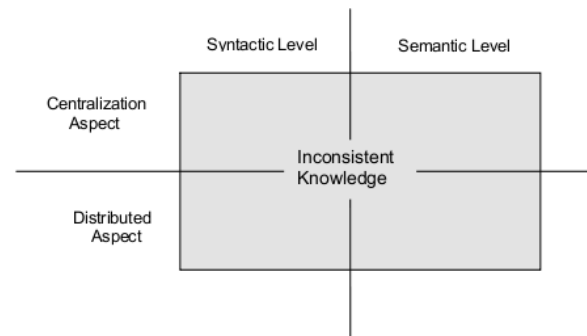 Syntactic Level
Semantic Level
Centralization
Aspect
Inconsistent
Knowledge
Distributed
Aspect